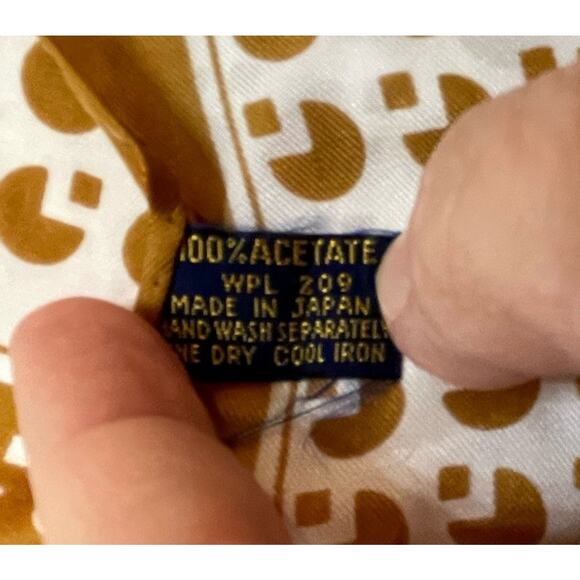 100% ACETATE
WPL 209
MADE IN JAPAN
HAND WASH SEPARATELY
LINE DRY COOL IRON